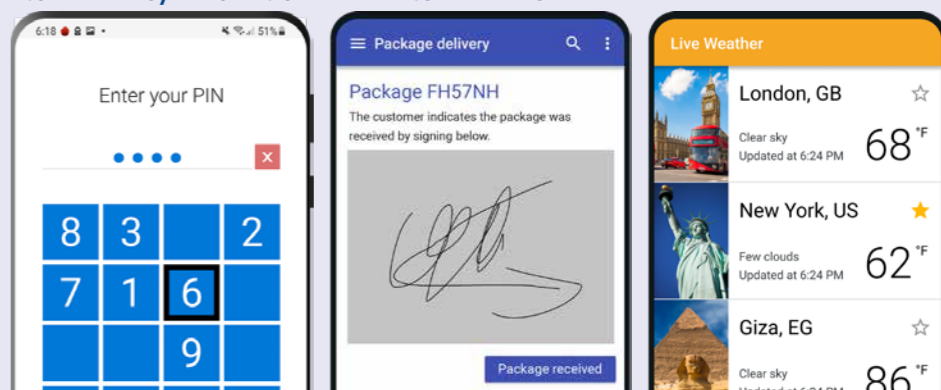 6:18
51%
Enter your PIN
x
8 3 2
7 1 6
9
Package delivery
Package FH57NH
The customer indicates the package was
received by signing below.
Package received
Live Weather
London, GB
Clear sky
Updated at 6:24 PM
68 °F
New York, US
Few clouds
Updated at 6:24 PM
62 °F
Giza, EG
Clear sky
86 °F